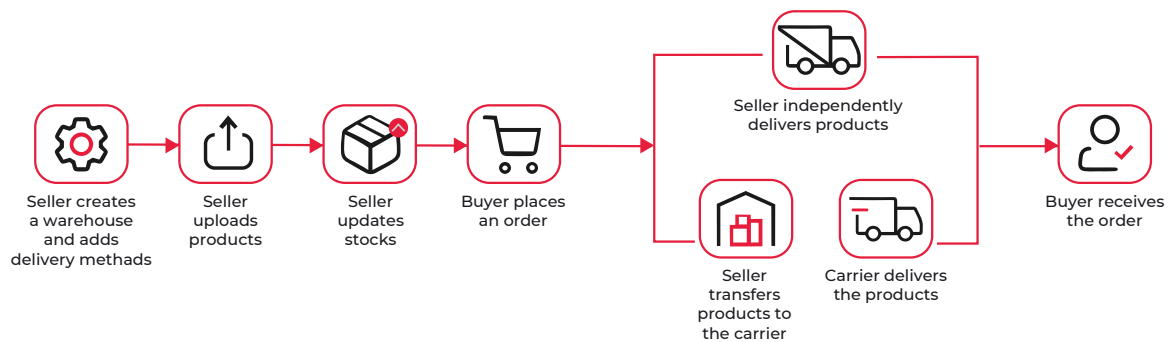 Seller creates
a warehouse
and adds
delivery methads
Seller
uploads
products
Seller
updates
stocks
Buyer places
an order
Seller independently
delivers products
Seller
transfers
products to
the carrier
Carrier delivers
the products
Buyer receives
the order